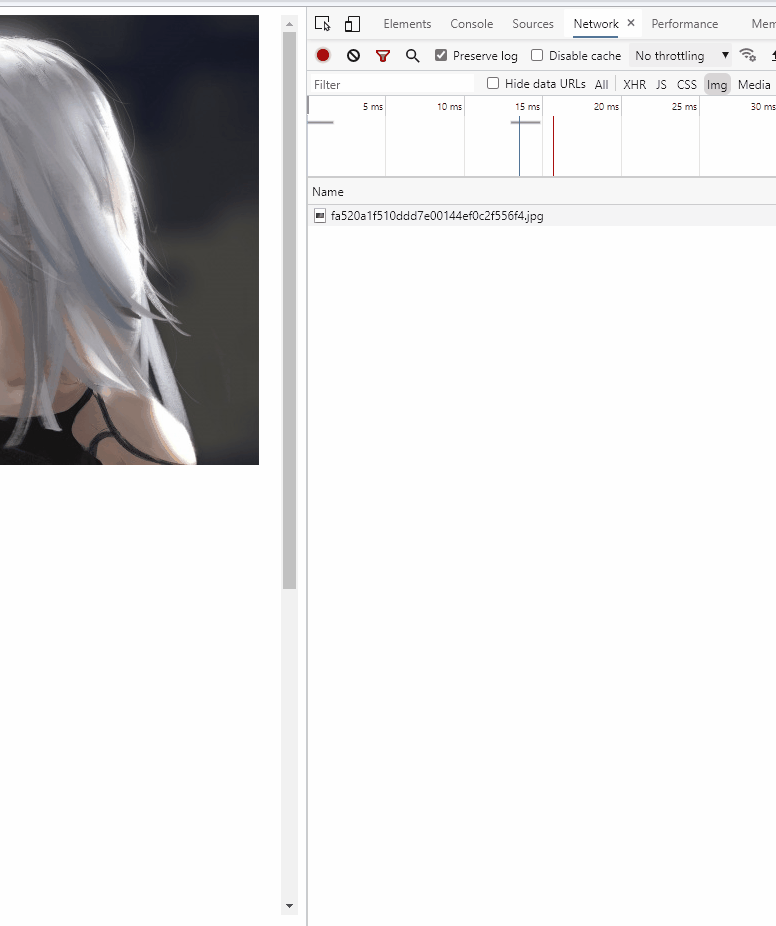 Elements Console Sources Network × Performance Mem
Preserve log Disable cache No throttling ▼
Filter Hide data URLs All XHR JS CSS Img Media
5 ms 10 ms 15 ms 20 ms 25 ms 30 ms
Name
fa520a1f510ddd7e00144ef0c2f556f4.jpg